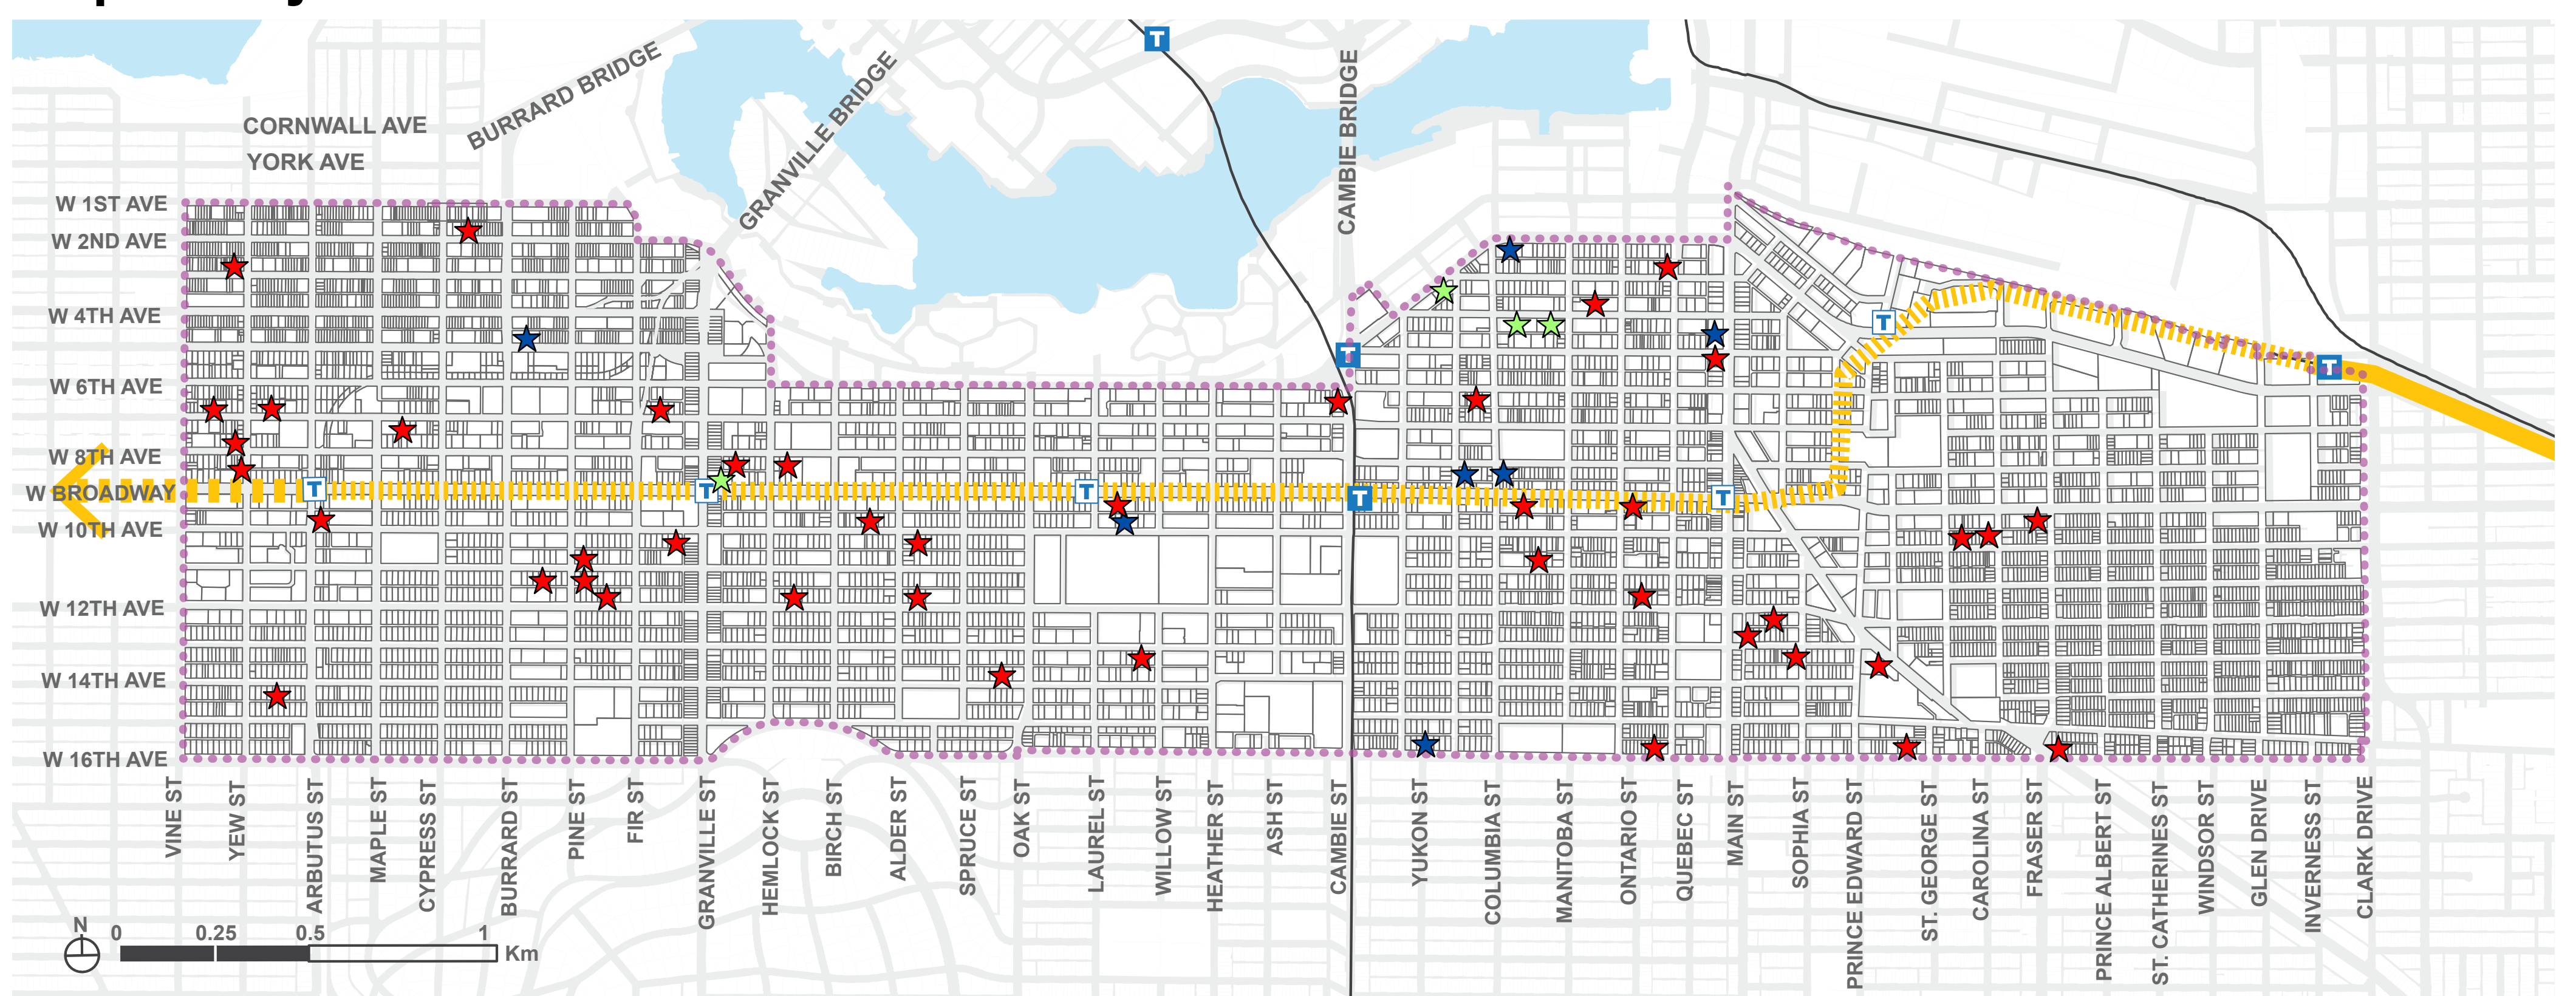 CORNWALL AVE
YORK AVE
BURRARD BRIDGE
GRANVILLE BRIDGE
CAMBIE BRIDGE
T
W 1ST AVE
W 2ND AVE
W 4TH AVE
W 6TH AVE
W 8TH AVE
W BROADWAY
W 10TH AVE
W 12TH AVE
W 14TH AVE
W 16TH AVE
T
T
T
T
T
T
T
T
VINE ST
YEW ST
ARBUTUS ST
MAPLE ST
CYPRESS ST
BURRARD ST
PINE ST
FIR ST
GRANVILLE ST
HEMLOCK ST
BIRCH ST
ALDER ST
SPRUCE ST
OAK ST
LAUREL ST
WILLOW ST
HEATHER ST
ASH ST
CAMBIE ST
YUKON ST
COLUMBIA ST
MANITOBA ST
ONTARIO ST
QUEBEC ST
MAIN ST
SOPHIA ST
PRINCE EDWARD ST
ST. GEORGE ST
CAROLINA ST
FRASER ST
PRINCE ALBERT ST
ST. CATHERINES ST
WINDSOR ST
GLEN DRIVE
INVERNESS ST
CLARK DRIVE
N
0 0.25 0.5 1
Km